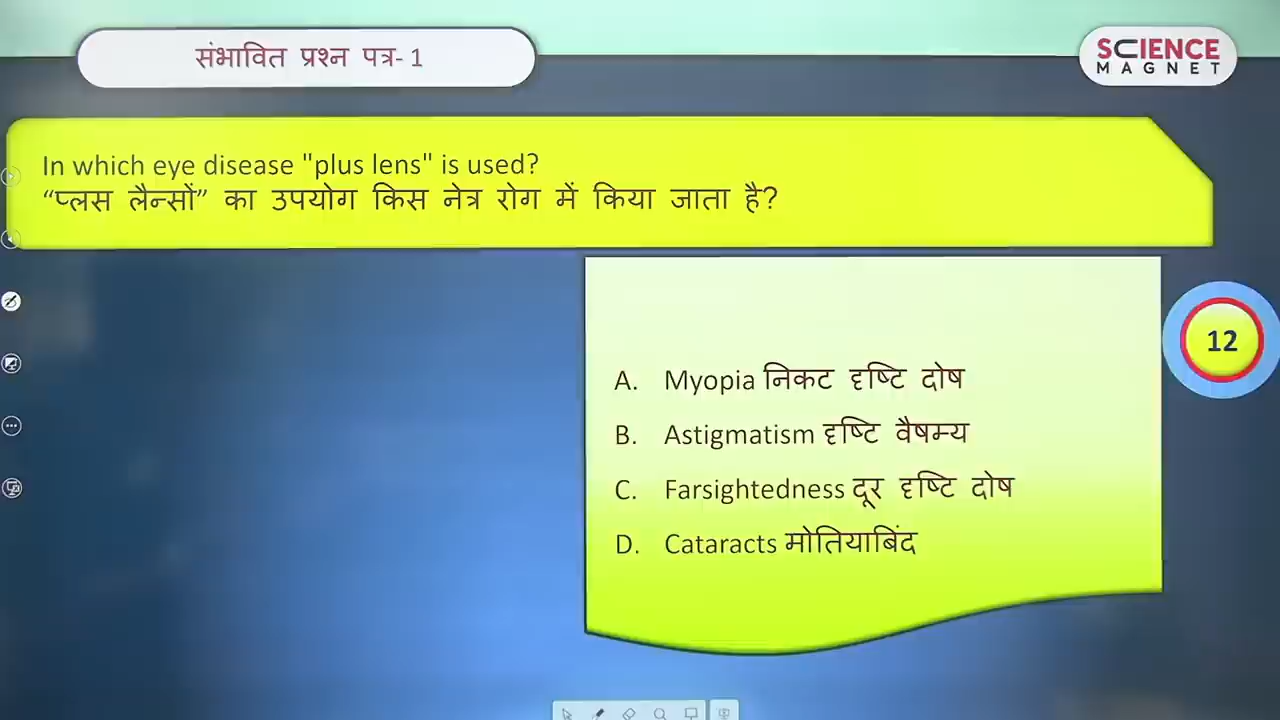 संभावित प्रश्न पत्र- 1
SCIENCE
MAGNET
In which eye disease "plus lens" is used?
“प्लस लैन्सों” का उपयोग किस नेत्र रोग में किया जाता है?
12
A. Myopia निकट दृष्टि दोष
B. Astigmatism दृष्टि वैषम्य
C. Farsightedness दूर दृष्टि दोष
D. Cataracts मोतियाबिंद